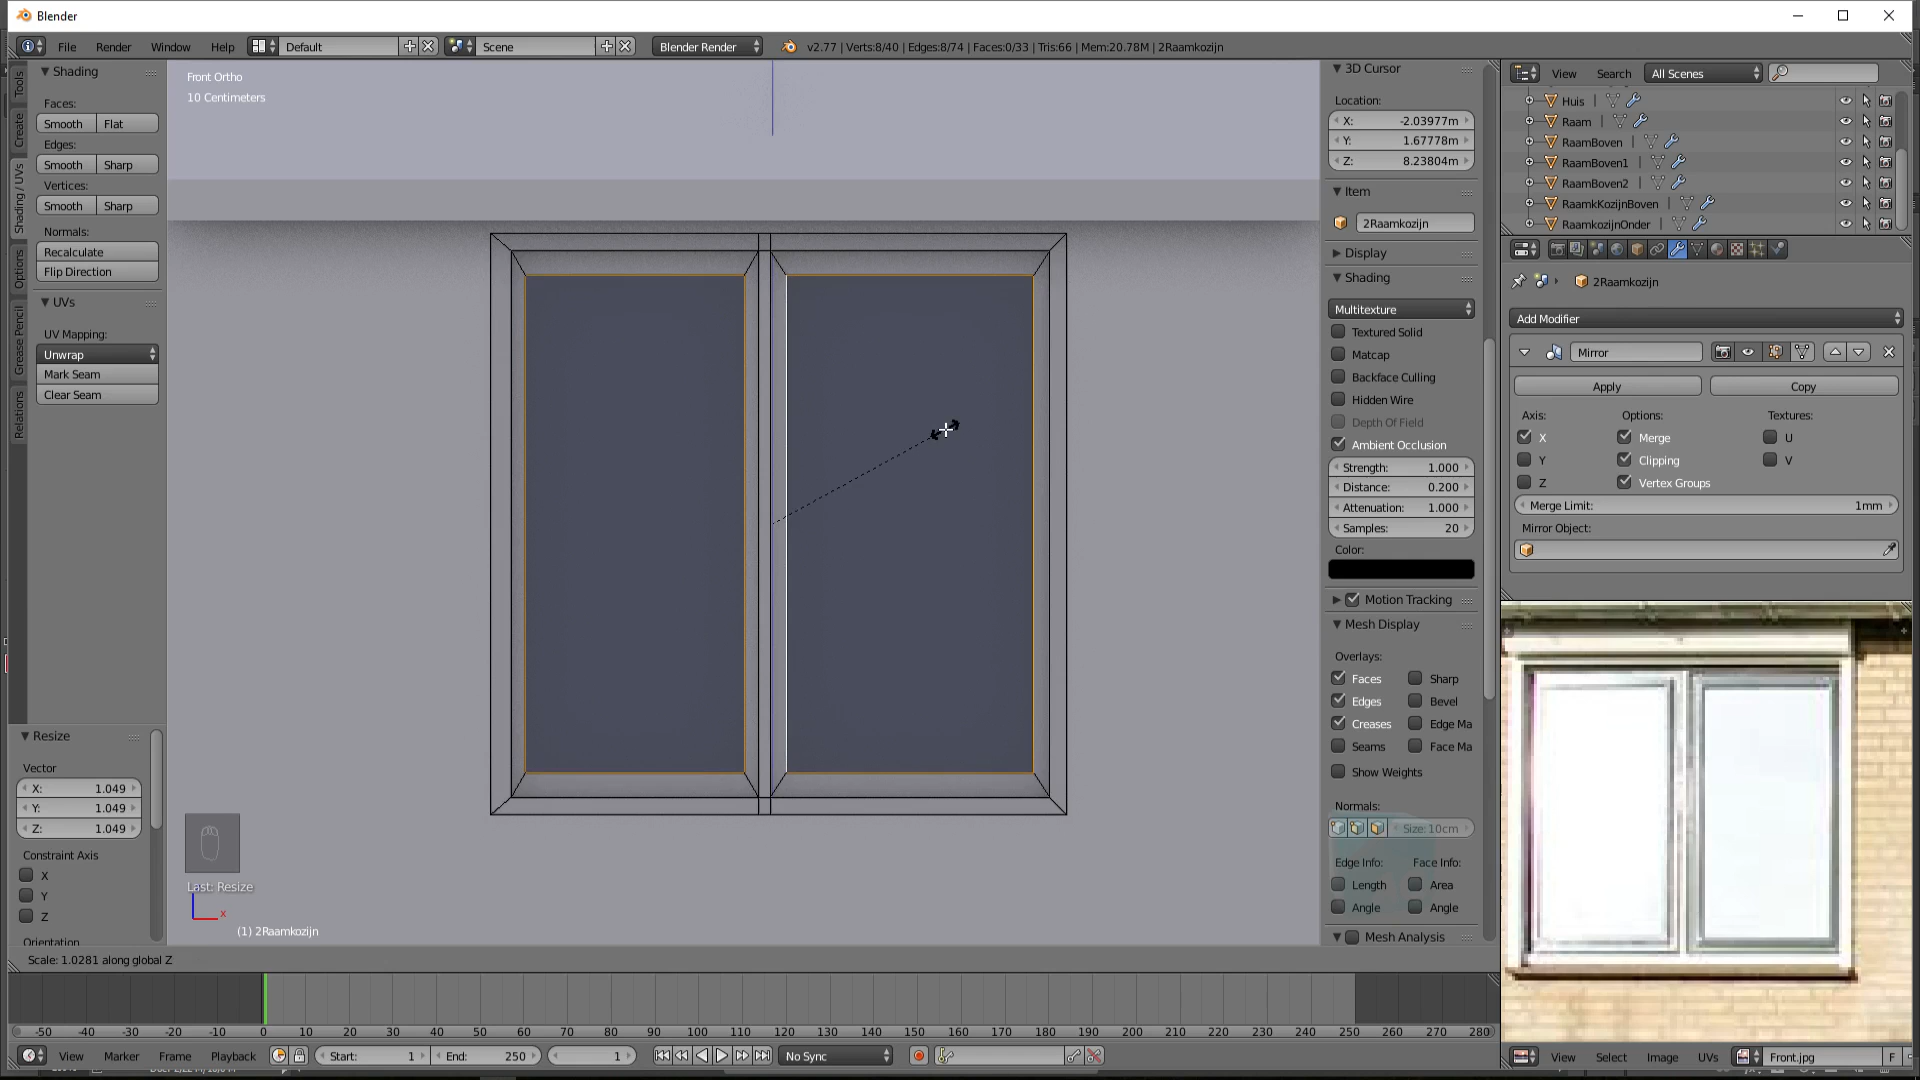 Blender
File Render Window Help Default Scene Blender Render v2.77 | Verts:8/40 | Edges:8/74 | Faces:0/33 | Tris:66 | Mem:20.78M | 2Raamkozijn
Tools
Create
Shading / UVs
Options
Grease Pencil
Relations
Shading
Faces:
Smooth Flat
Edges:
Smooth Sharp
Vertices:
Smooth Sharp
Normals:
Recalculate
Flip Direction
UVs
UV Mapping:
Unwrap
Mark Seam
Clear Seam
Resize
Vector
X: 1.049
Y: 1.049
Z: 1.049
Constraint Axis
X
Y
Z
Orientation
Front Ortho
10 Centimeters
Last: Resize
x
(1) 2Raamkozijn
Scale: 1.0281 along global Z
3D Cursor
Location:
X: -2.03977m
Y: 1.67778m
Z: 8.23804m
Item
2Raamkozijn
Display
Shading
Multitexture
Textured Solid
Matcap
Backface Culling
Hidden Wire
Depth Of Field
Ambient Occlusion
Strength: 1.000
Distance: 0.200
Attenuation: 1.000
Samples: 20
Color:
Motion Tracking
Mesh Display
Overlays:
Faces Sharp
Edges Bevel
Creases Edge Ma
Seams Face Ma
Show Weights
Normals:
Size: 10cm
Edge Info: Face Info:
Length Area
Angle Angle
Mesh Analysis
View Search All Scenes
Huis
Raam
RaamBoven
RaamBoven1
RaamBoven2
RaamkKozijnBoven
RaamkozijnOnder
2Raamkozijn
Add Modifier
Mirror
Apply Copy
Axis: Options: Textures:
X Merge U
Y Clipping V
Z Vertex Groups
Merge Limit: 1mm
Mirror Object:
View Select Image UVs Front.jpg F
-50 -40 -30 -20 -10 0 10 20 30 40 50 60 70 80 90 100 110 120 130 140 150 160 170 180 190 200 210 220 230 240 250 260 270 280
View Marker Frame Playback Start: 1 End: 250 1 No Sync